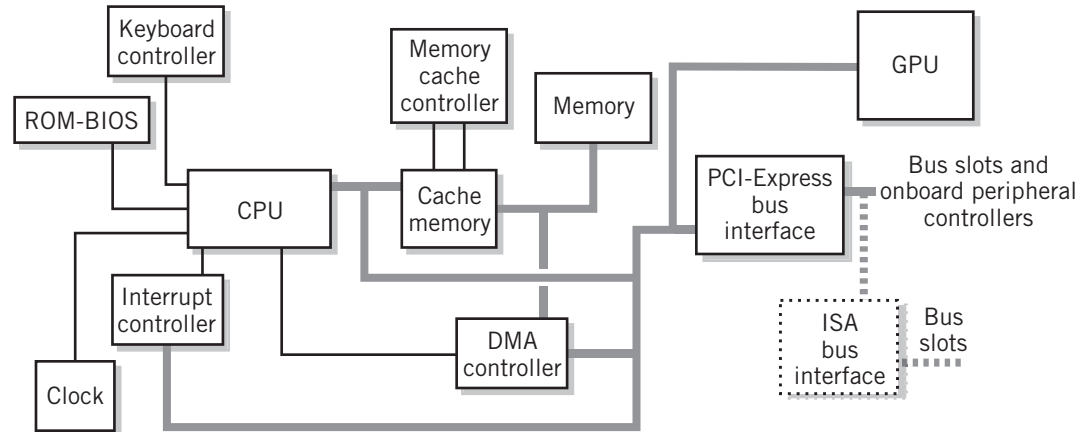 Keyboard
controller
ROM-BIOS
CPU
Clock
Interrupt
controller
Memory
cache
controller
Cache
memory
Memory
DMA
controller
GPU
PCI-Express
bus
interface
Bus slots and
onboard peripheral
controllers
ISA
bus
interface
Bus
slots